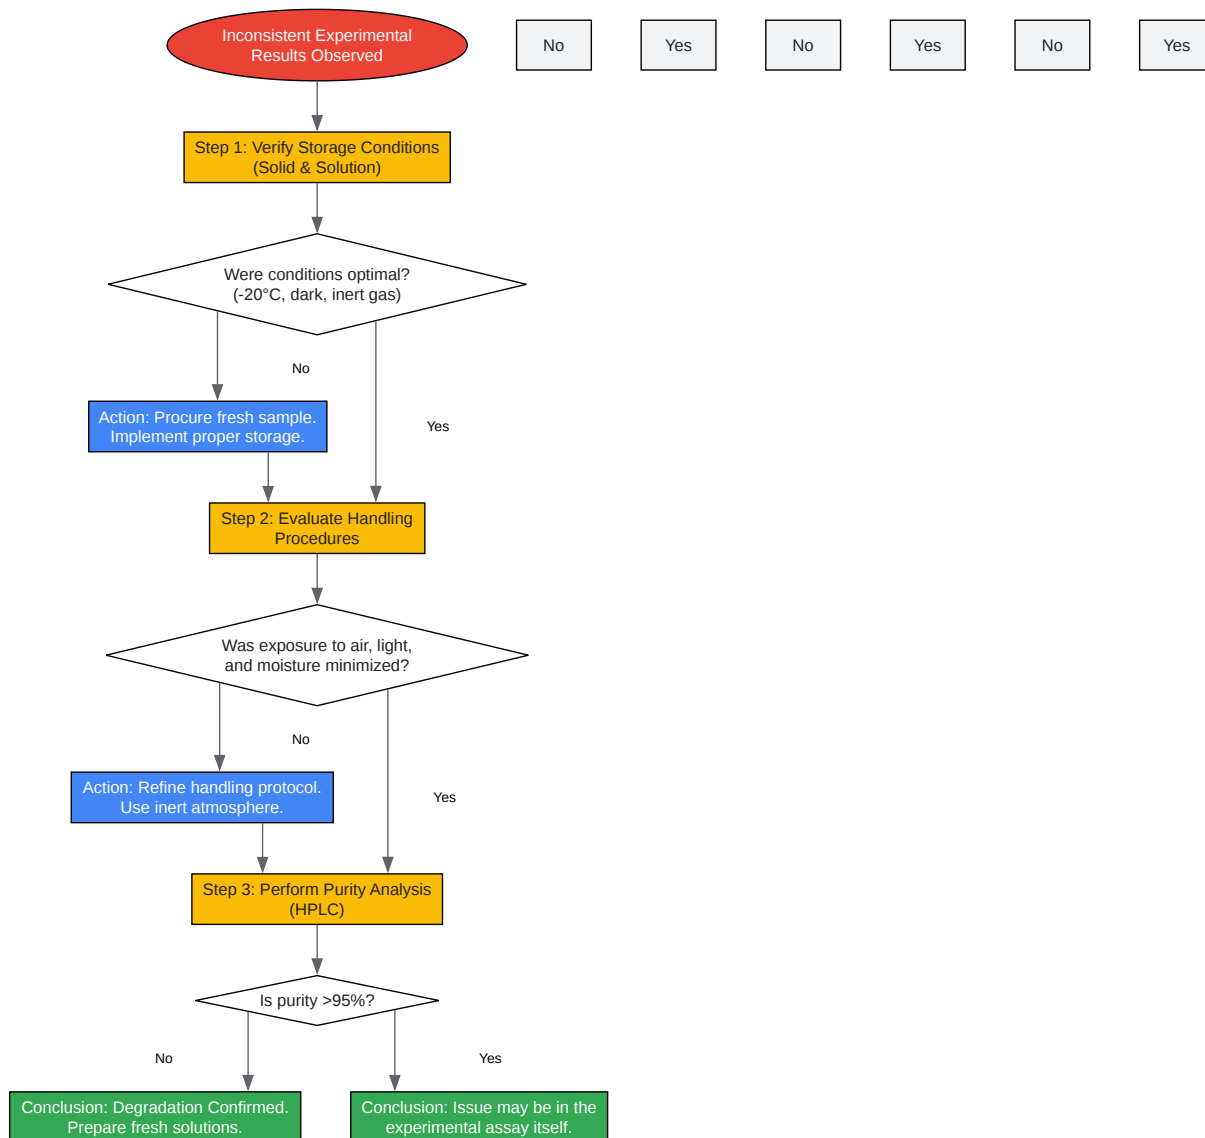 Inconsistent Experimental
Results Observed
No
Yes
No
Yes
No
Yes
Step 1: Verify Storage Conditions
(Solid & Solution)
Were conditions optimal?
(-20°C, dark, inert gas)
No
Action: Procure fresh sample.
Implement proper storage.
Yes
Step 2: Evaluate Handling
Procedures
Was exposure to air, light,
and moisture minimized?
No
Action: Refine handling protocol.
Use inert atmosphere.
Yes
Step 3: Perform Purity Analysis
(HPLC)
Is purity >95%?
No
Yes
Conclusion: Degradation Confirmed.
Prepare fresh solutions.
Conclusion: Issue may be in the
experimental assay itself.